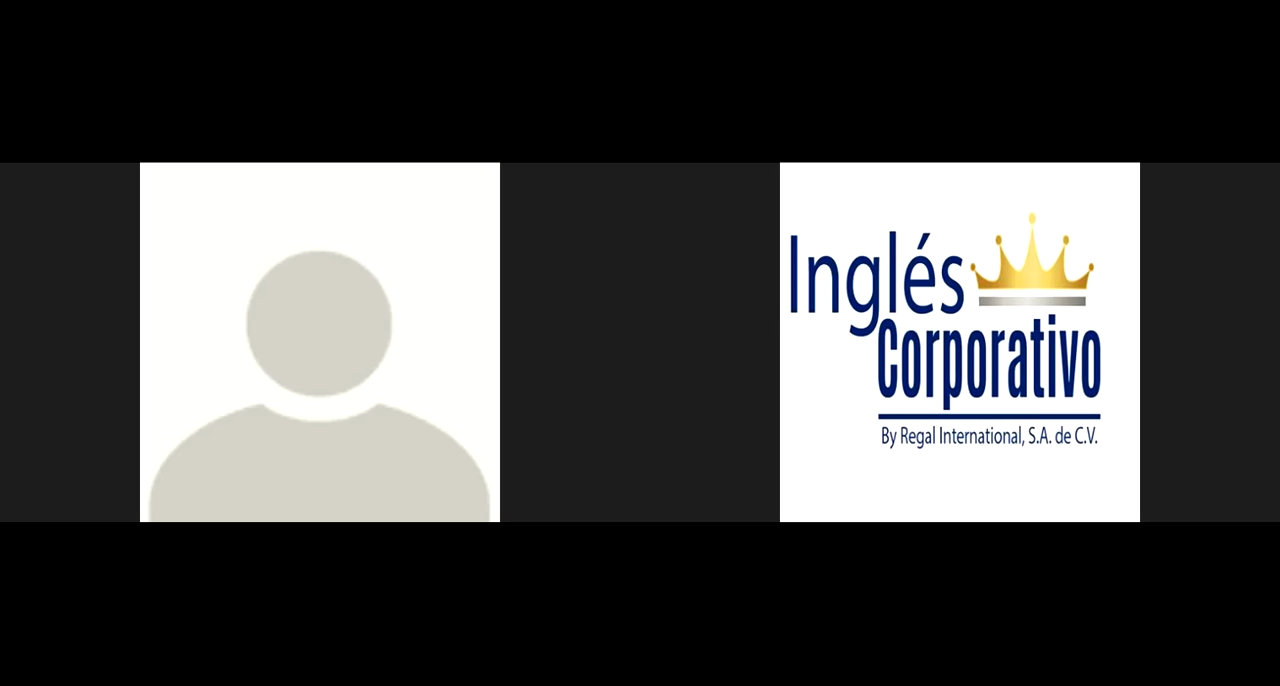 Inglés
Corporativo
By Regal International, S.A. de C.V.